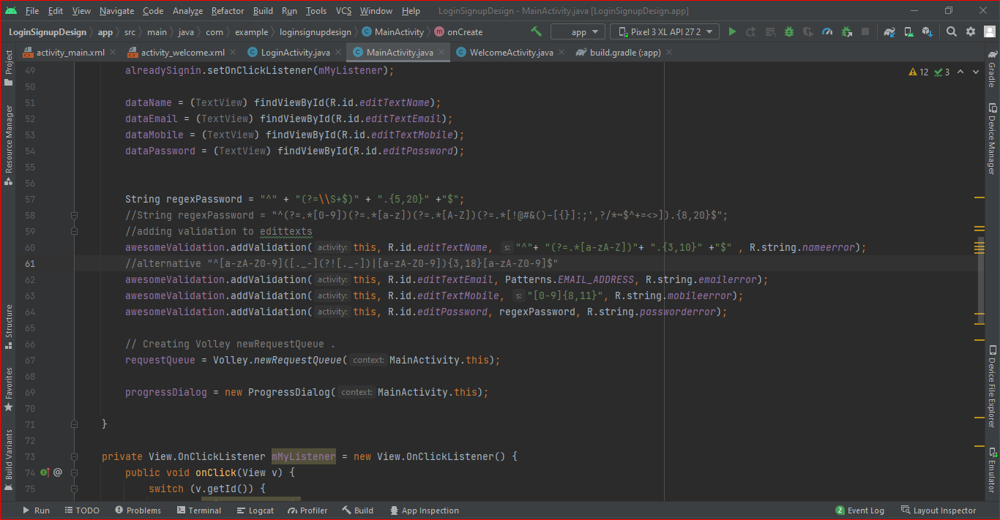 File Edit View Navigate Code Analyze Refactor Build Run Tools VCS Window Help LoginSignupDesign - MainActivity.java [LoginSignupDesign.app]
LoginSignupDesign app src main java com example loginsignupdesign MainActivity onCreate app Pixel 3 XL API 27 2
activity_main.xml activity_welcome.xml LoginActivity.java MainActivity.java WelcomeActivity.java build.gradle (:app)
Project
Resource Manager
Structure
Favorites
Build Variants
12 3
49 alreadySignin.setOnClickListener(mMyListener);
50
51 dataName = (TextView) findViewById(R.id.editTextName);
52 dataEmail = (TextView) findViewById(R.id.editTextEmail);
53 dataMobile = (TextView) findViewById(R.id.editTextMobile);
54 dataPassword = (TextView) findViewById(R.id.editPassword);
55
56
57 String regexPassword = "^" + "(?=\\S+$)" + ".{5,20}" +"$";
58 //String regexPassword = "^(?=.*[0-9])(?=.*[a-z])(?=.*[A-Z])(?=.*[!@#&()–[{}]:;',?/*~$^+=<>]).{8,20}$";
59 //adding validation to edittexts
60 awesomeValidation.addValidation( activity: this, R.id.editTextName, s: "^"+ "(?=.*[a-zA-Z])"+ ".{3,10}" +"$" , R.string.nameerror);
61 //alternative "^[a-zA-Z0-9]([._-](?![._-])|[a-zA-Z0-9]){3,18}[a-zA-Z0-9]$"
62 awesomeValidation.addValidation( activity: this, R.id.editTextEmail, Patterns.EMAIL_ADDRESS, R.string.emailerror);
63 awesomeValidation.addValidation( activity: this, R.id.editTextMobile, s: "[0-9]{8,11}", R.string.mobileerror);
64 awesomeValidation.addValidation( activity: this, R.id.editPassword, regexPassword, R.string.passworderror);
65
66 // Creating Volley newRequestQueue .
67 requestQueue = Volley.newRequestQueue( context: MainActivity.this);
68
69 progressDialog = new ProgressDialog( context: MainActivity.this);
70
71 }
72
73 private View.OnClickListener mMyListener = new View.OnClickListener() {
74 @ public void onClick(View v) {
75 switch (v.getId()) {
Gradle
Device Manager
Device File Explorer
Emulator
Run TODO Problems Terminal Logcat Profiler Build App Inspection 2 Event Log Layout Inspector